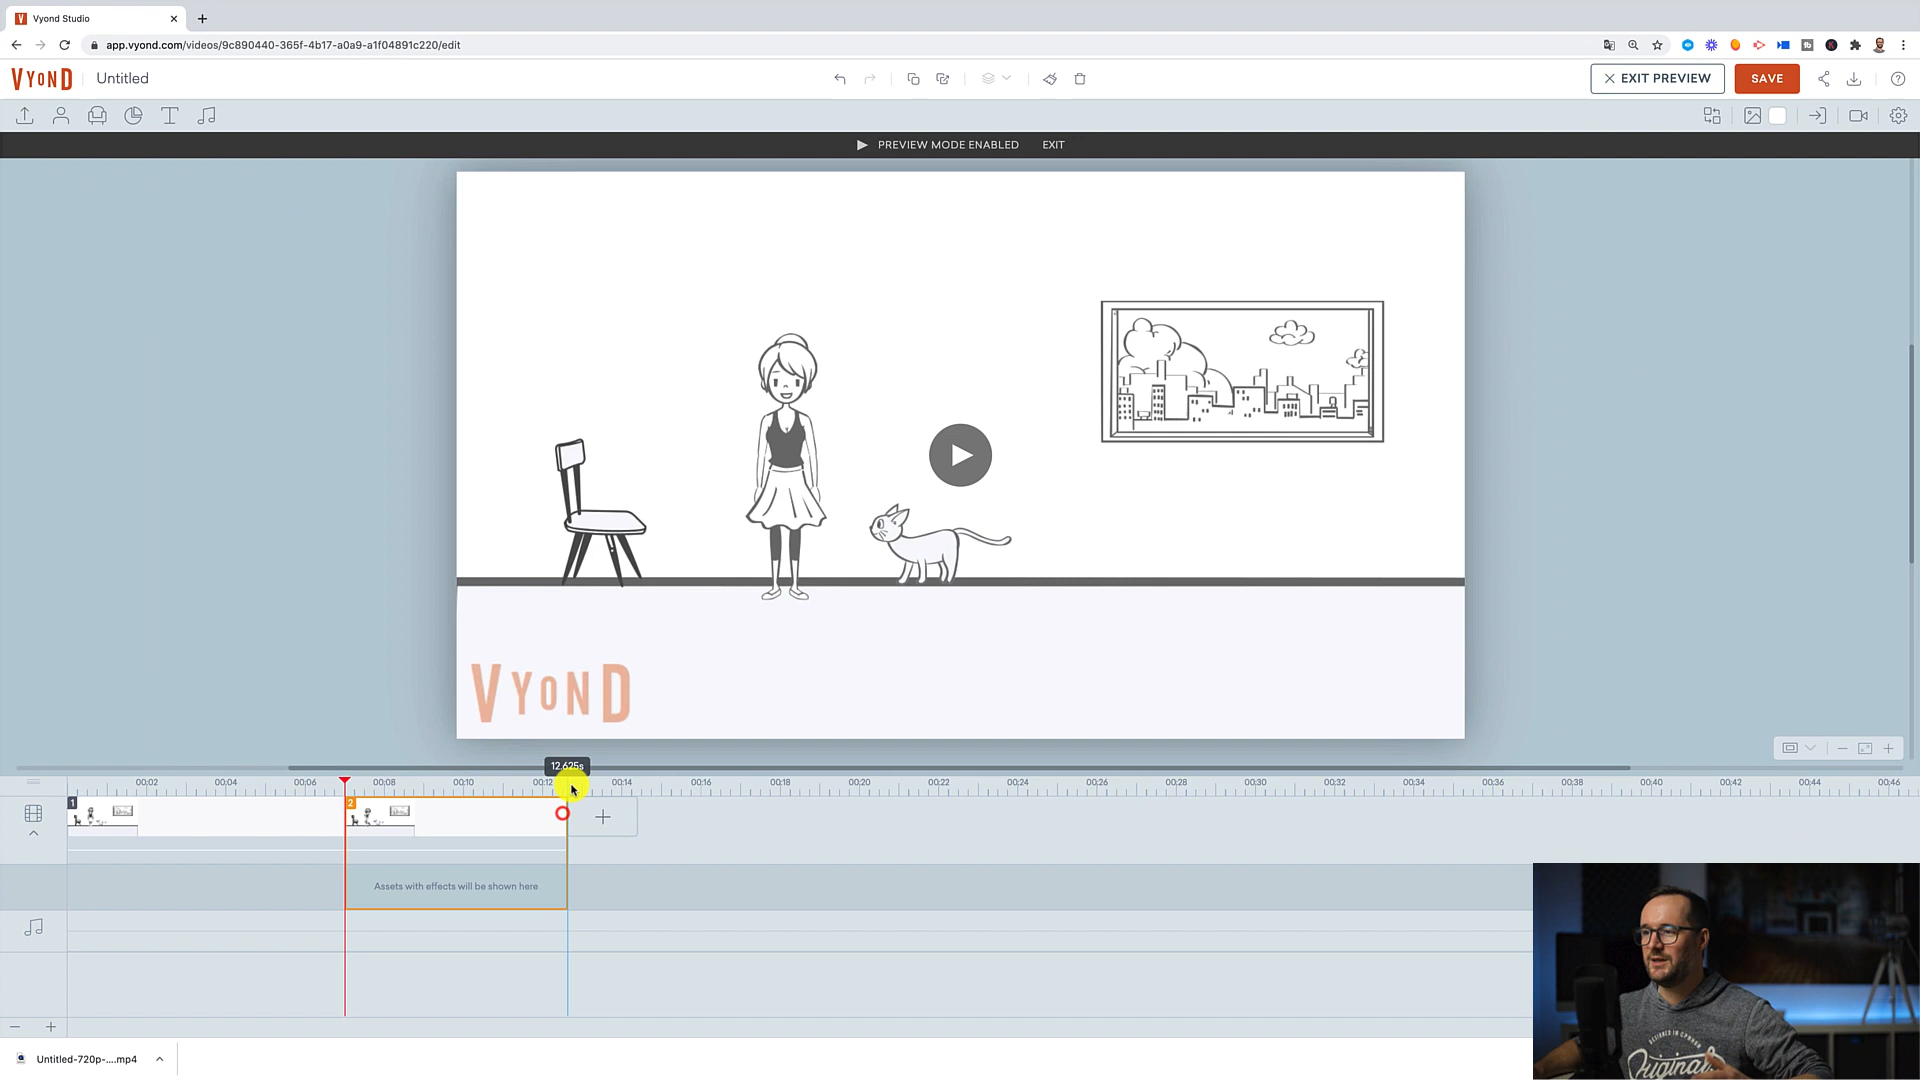 Vyond Studio
app.vyond.com/videos/9c890440-365f-4b17-a0a9-a1f04891c220/edit
VYOND
Untitled
EXIT PREVIEW
SAVE
PREVIEW MODE ENABLED
EXIT
VYOND
12.625s
00:02
00:04
00:06
00:08
00:10
00:12
00:14
00:16
00:18
00:20
00:22
00:24
00:26
00:28
00:30
00:32
00:34
00:36
00:38
00:40
00:42
00:44
00:46
1
2
Assets with effects will be shown here
DESIGNED IN
Original
Untitled-720p-....mp4